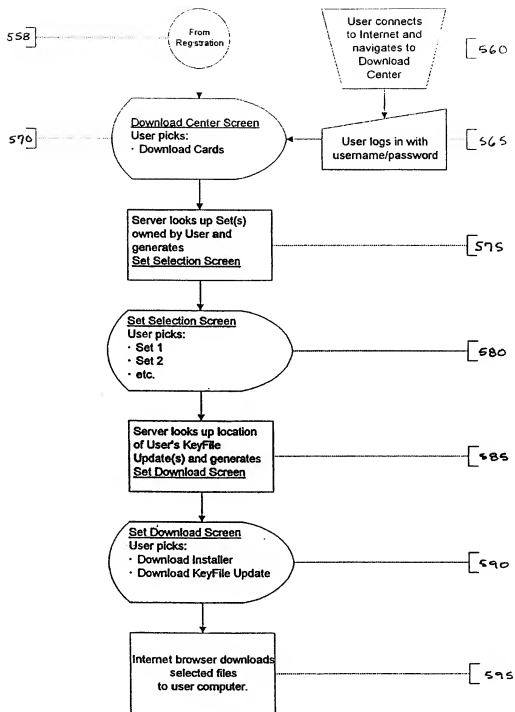 558
From
Registration
User connects
to Internet and
navigates to
Download
Center
560
570
Download Center Screen
User picks:
· Download Cards
User logs in with
username/password
565
Server looks up Set(s)
owned by User and
generates
Set Selection Screen
575
Set Selection Screen
User picks:
· Set 1
· Set 2
· etc.
580
Server looks up location
of User's KeyFile
Update(s) and generates
Set Download Screen
585
Set Download Screen
User picks:
· Download Installer
· Download KeyFile Update
590
Internet browser downloads
selected files
to user computer.
595